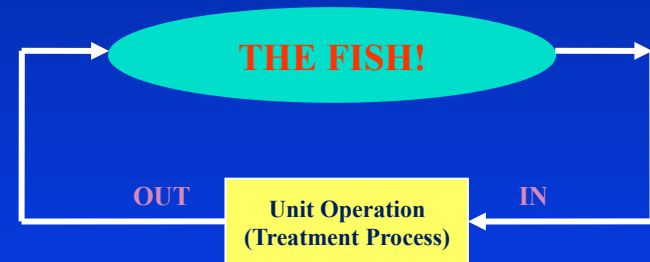 THE FISH!
OUT
IN
Unit Operation
(Treatment Process)